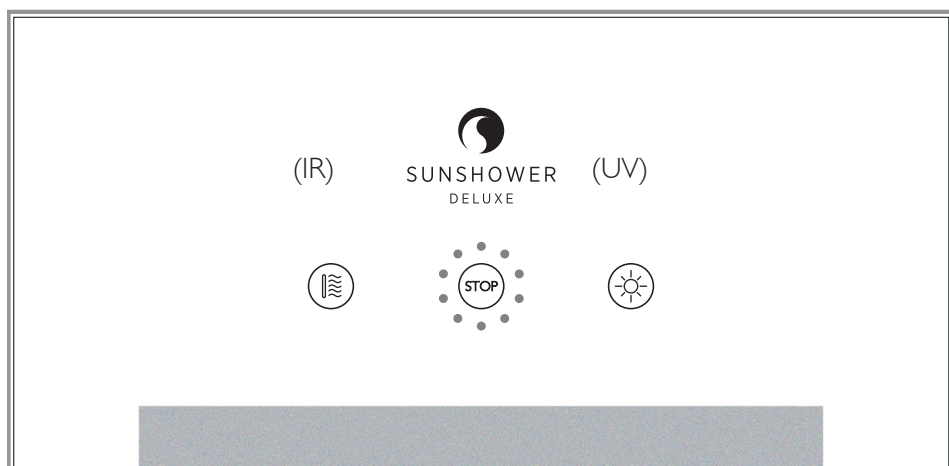 (IR)
SUNSHOWER
(UV)
DELUXE
STOP